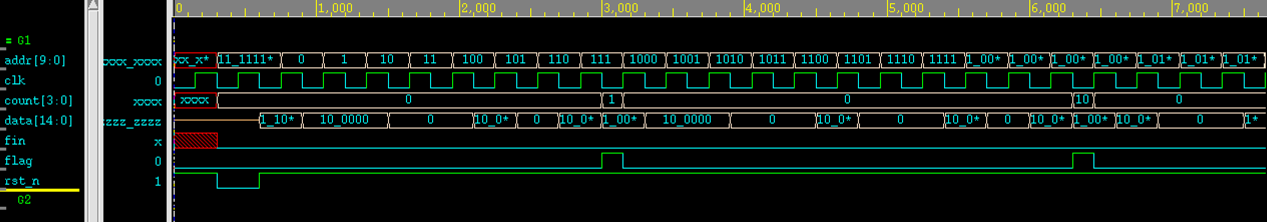 0 1,000 2,000 3,000 4,000 5,000 6,000 7,000
= G1
addr[9:0] xxxx_xxxx xx_x* 11_1111* 0 1 10 11 100 101 110 111 1000 1001 1010 1011 1100 1101 1110 1111 1_00* 1_00* 1_00* 1_00* 1_01* 1_01* 1_01*
clk 0
count[3:0] xxxx xxxx 0 1 0 10 0
data[14:0] zzzz_zzzz 1_10* 10_0000 0 10_0* 0 10_0* 1_00* 10_0000 0 10_0* 0 10_0* 0 10_0* 1_00* 10_0* 0 1*
fin x
flag 0
rst_n 1
G2